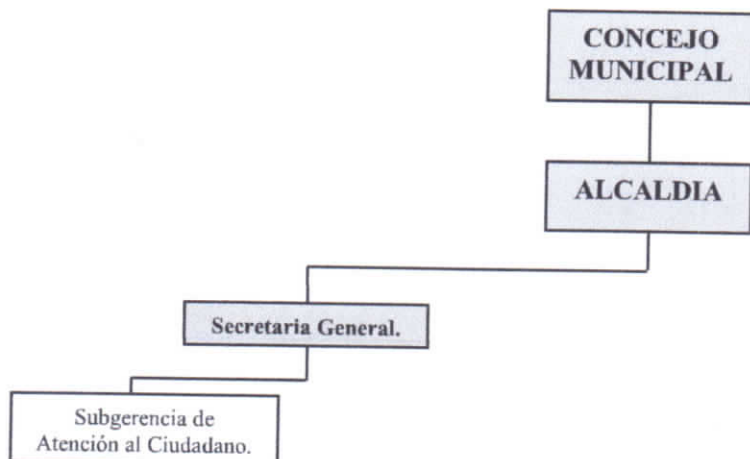 CONCEJO
MUNICIPAL
ALCALDIA
Secretaria General.
Subgerencia de
Atención al Ciudadano.